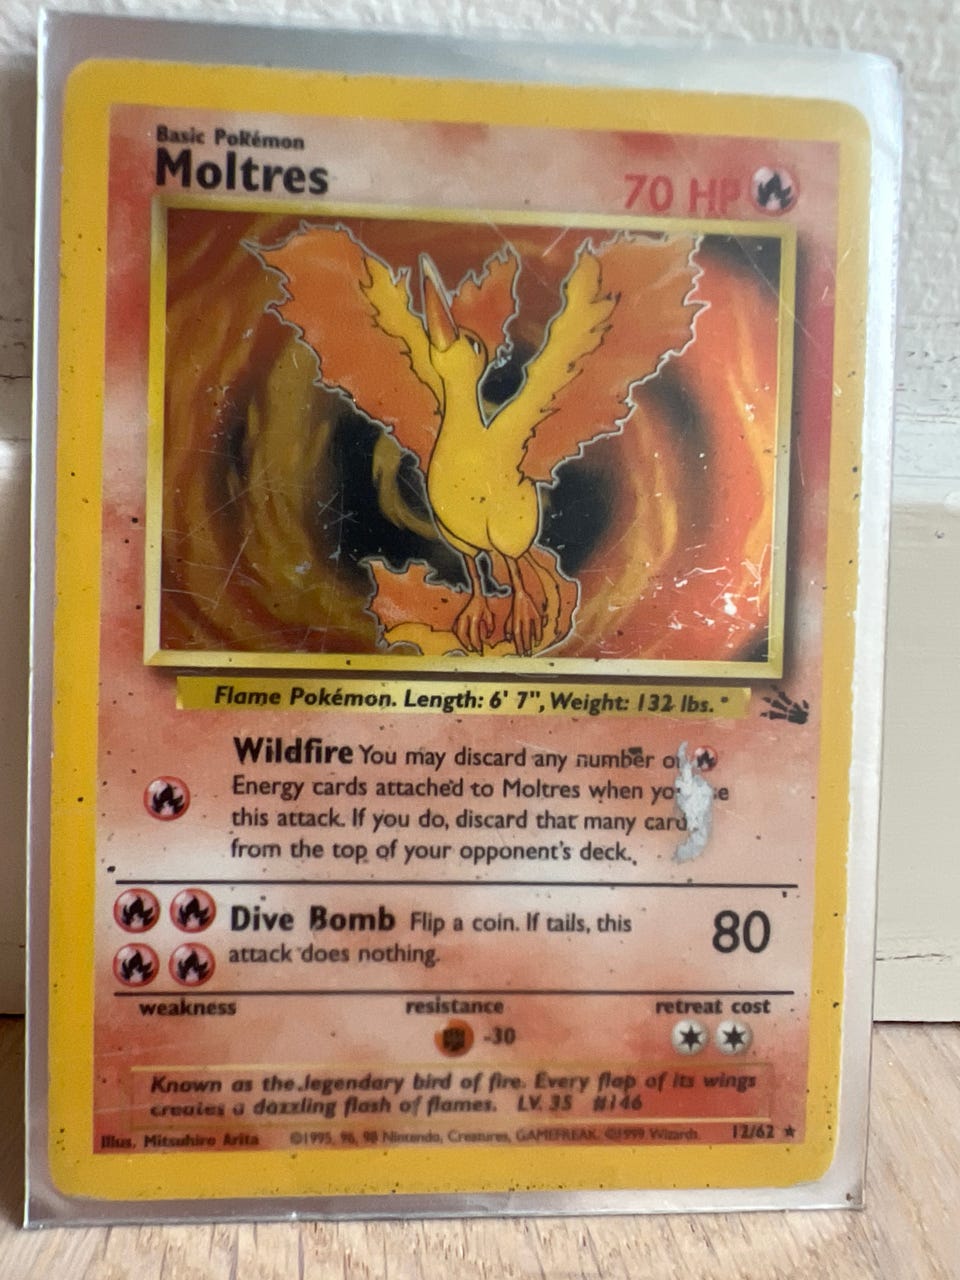 Basic Pokémon
Moltres
70 HP
Flame Pokémon. Length: 6' 7", Weight: 132 lbs.
Wildfire You may discard any number
Energy cards attached to Moltres when
this attack. If you do, discard that many
from the top of your opponent's deck.
Dive Bomb Flip a coin. If tails, this
attack does nothing.
80
weakness resistance retreat cost
-30
Known as the legendary bird of fire. Every flap of its wings
creates a dazzling flash of flames. LV. 35 #146
Illus. Mitsuhiro Arita ©1995, 96, 98 Nintendo, Creatures, GAMEFREAK. ©1999 Wizards. 12/62